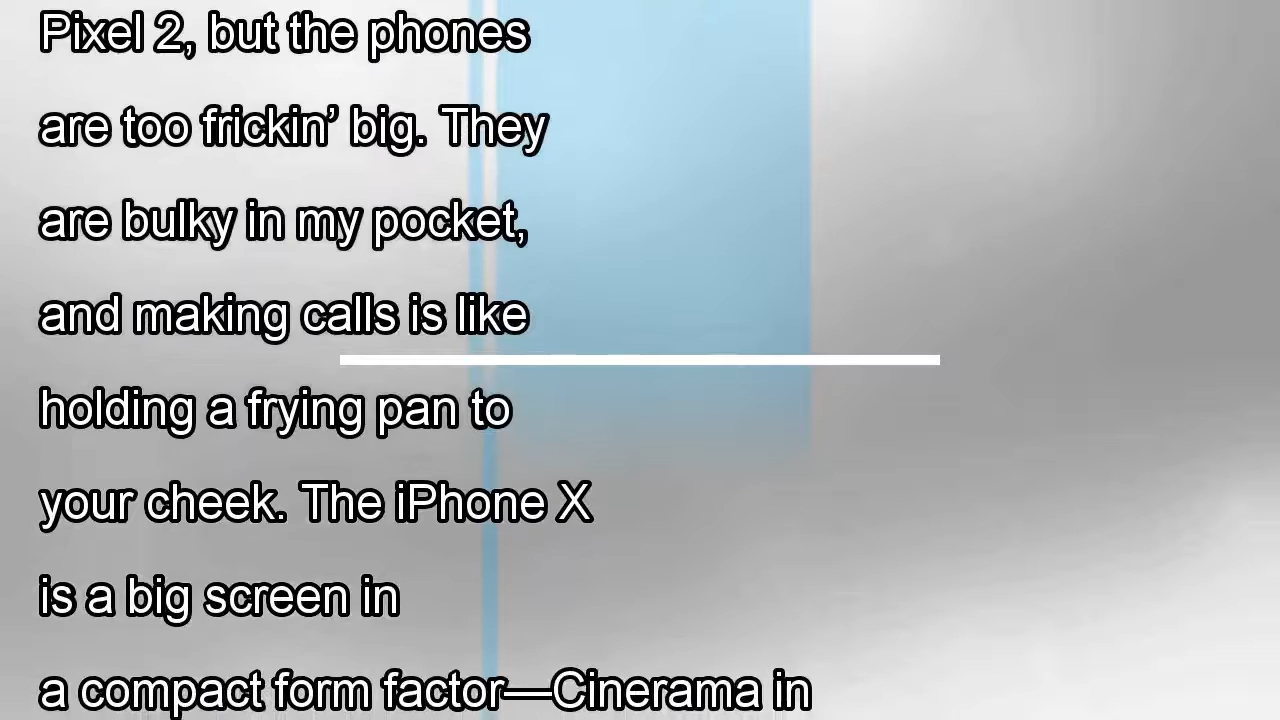 Pixel 2, but the phones
are too frickin’ big. They
are bulky in my pocket,
and making calls is like
holding a frying pan to
your cheek. The iPhone X
is a big screen in
a compact form factor—Cinerama in